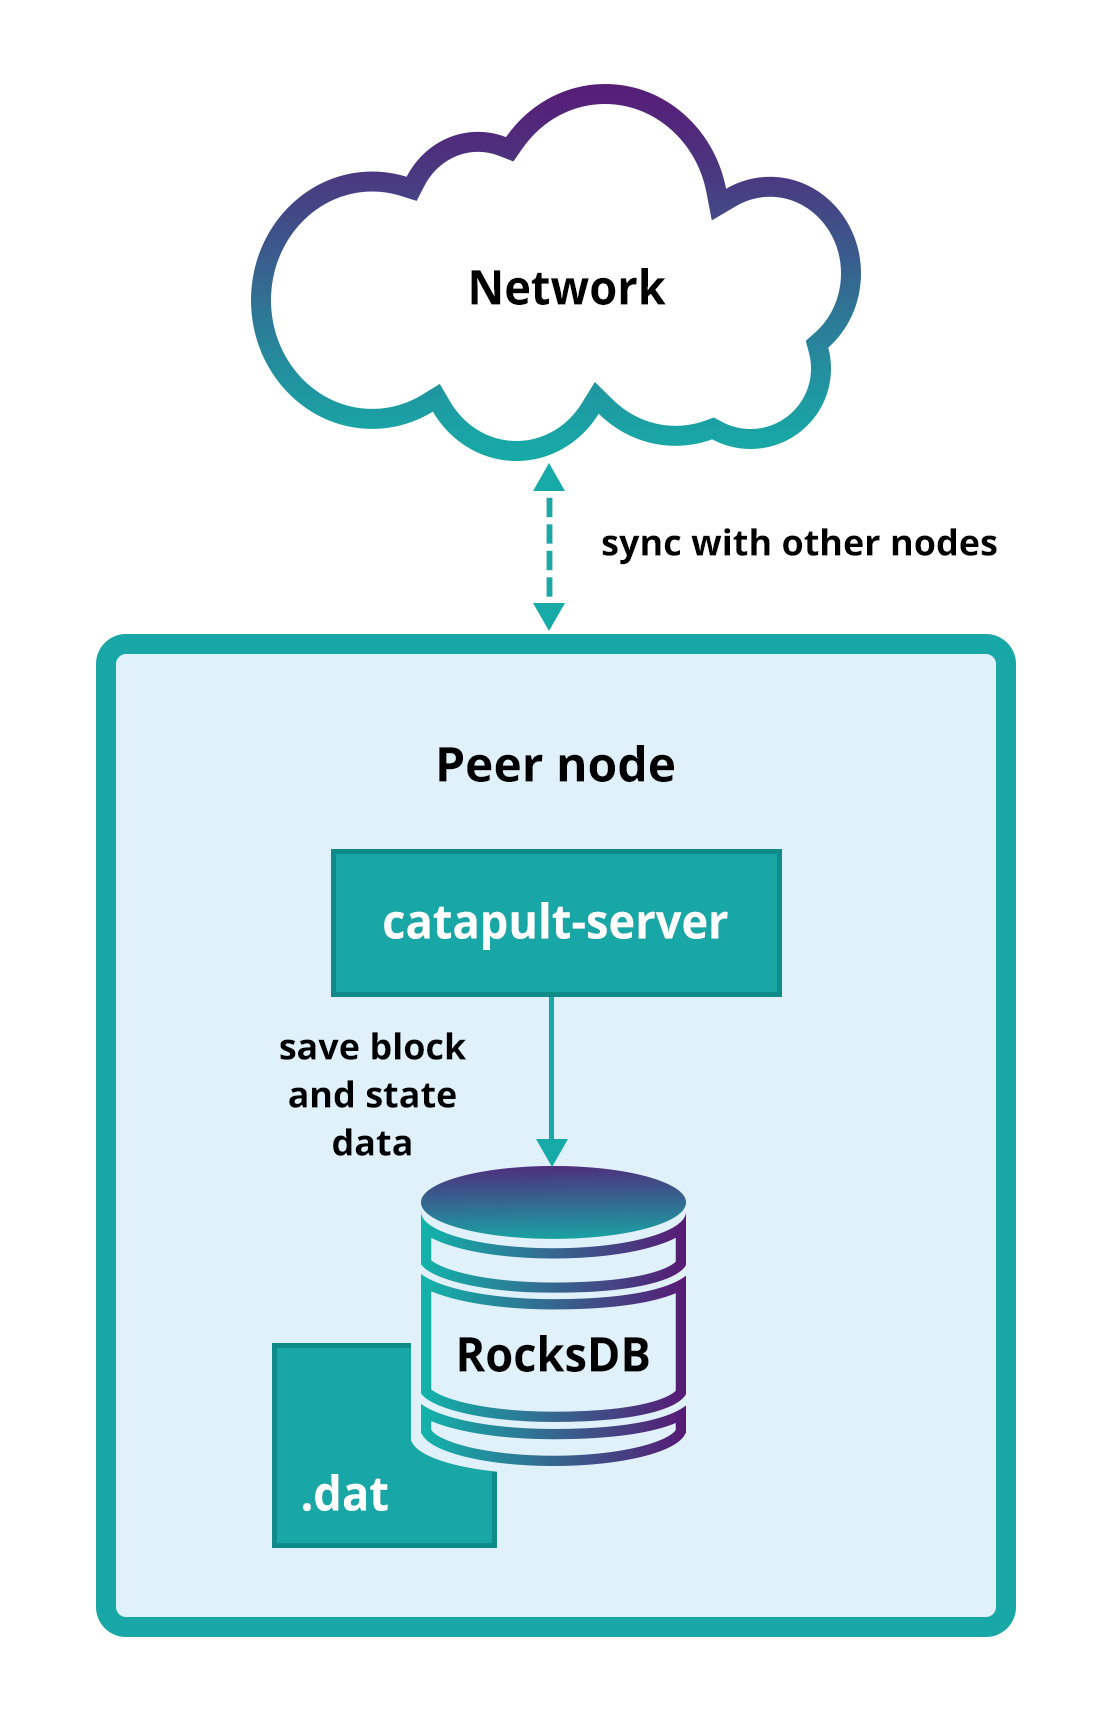 Network
sync with other nodes
Peer node
catapult-server
save block
and state
data
RocksDB
.dat